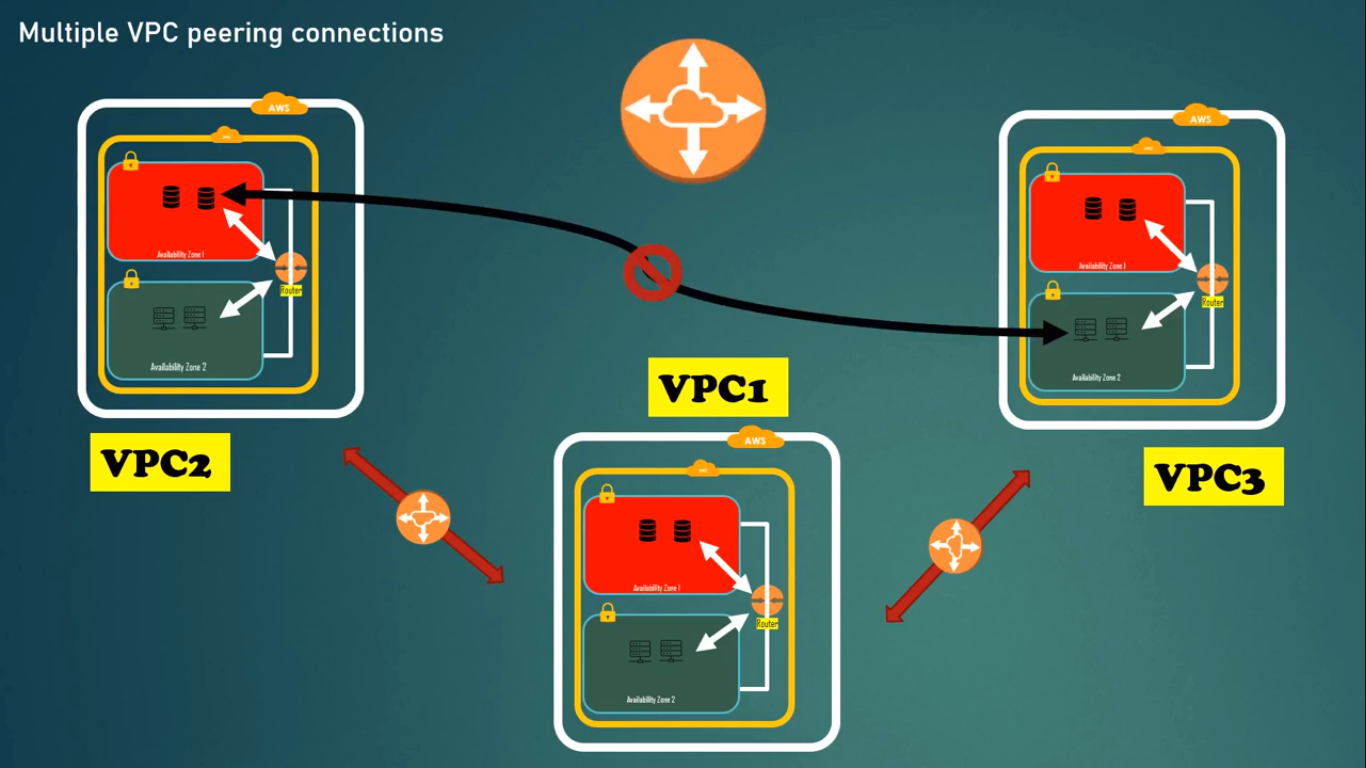 Multiple VPC peering connections
AWS
Availability Zone 1
Router
Availability Zone 2
VPC2
AWS
Availability Zone 1
Router
Availability Zone 2
VPC3
VPC1
AWS
Availability Zone 1
Router
Availability Zone 2